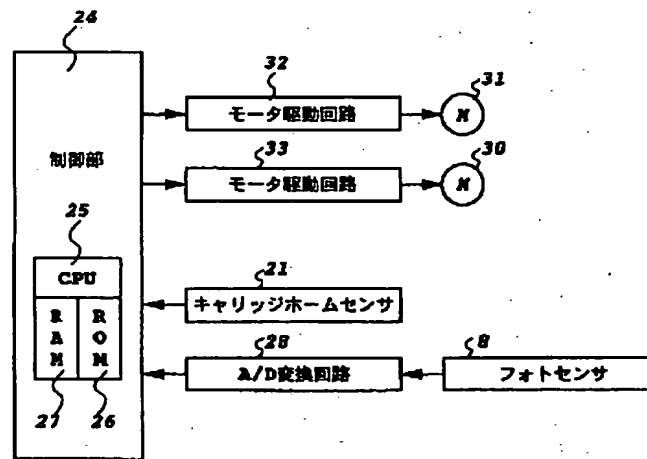 24
制御部
32
モータ駆動回路
31
M
33
モータ駆動回路
30
M
25
CPU
RAM
ROM
27
26
21
キャリッジホームセンサ
28
A/D変換回路
8
フォトセンサ